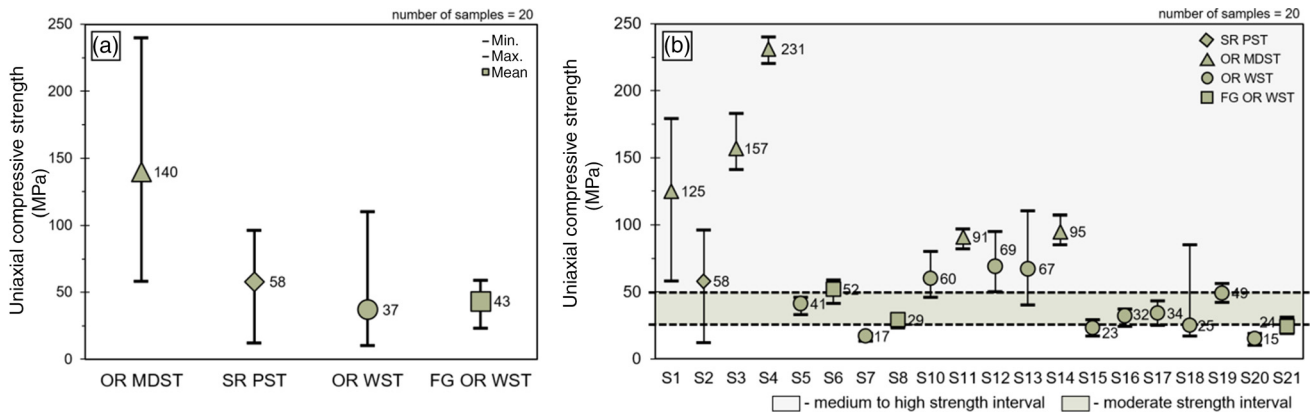 number of samples = 20
(a)
Min.
Max.
Mean
Uniaxial compressive strength
(MPa)
250
200
150
100
50
0
140
58
37
43
OR MDST SR PST OR WST FG OR WST
number of samples = 20
(b)
SR PST
OR MDST
OR WST
FG OR WST
Uniaxial compressive strength
(MPa)
250
200
150
100
50
0
125
58
157
231
41
52
17
29
60
91
69
67
95
23
32
34
25
49
15
24
S1 S2 S3 S4 S5 S6 S7 S8 S10 S11 S12 S13 S14 S15 S16 S17 S18 S19 S20 S21
- medium to high strength interval - moderate strength interval